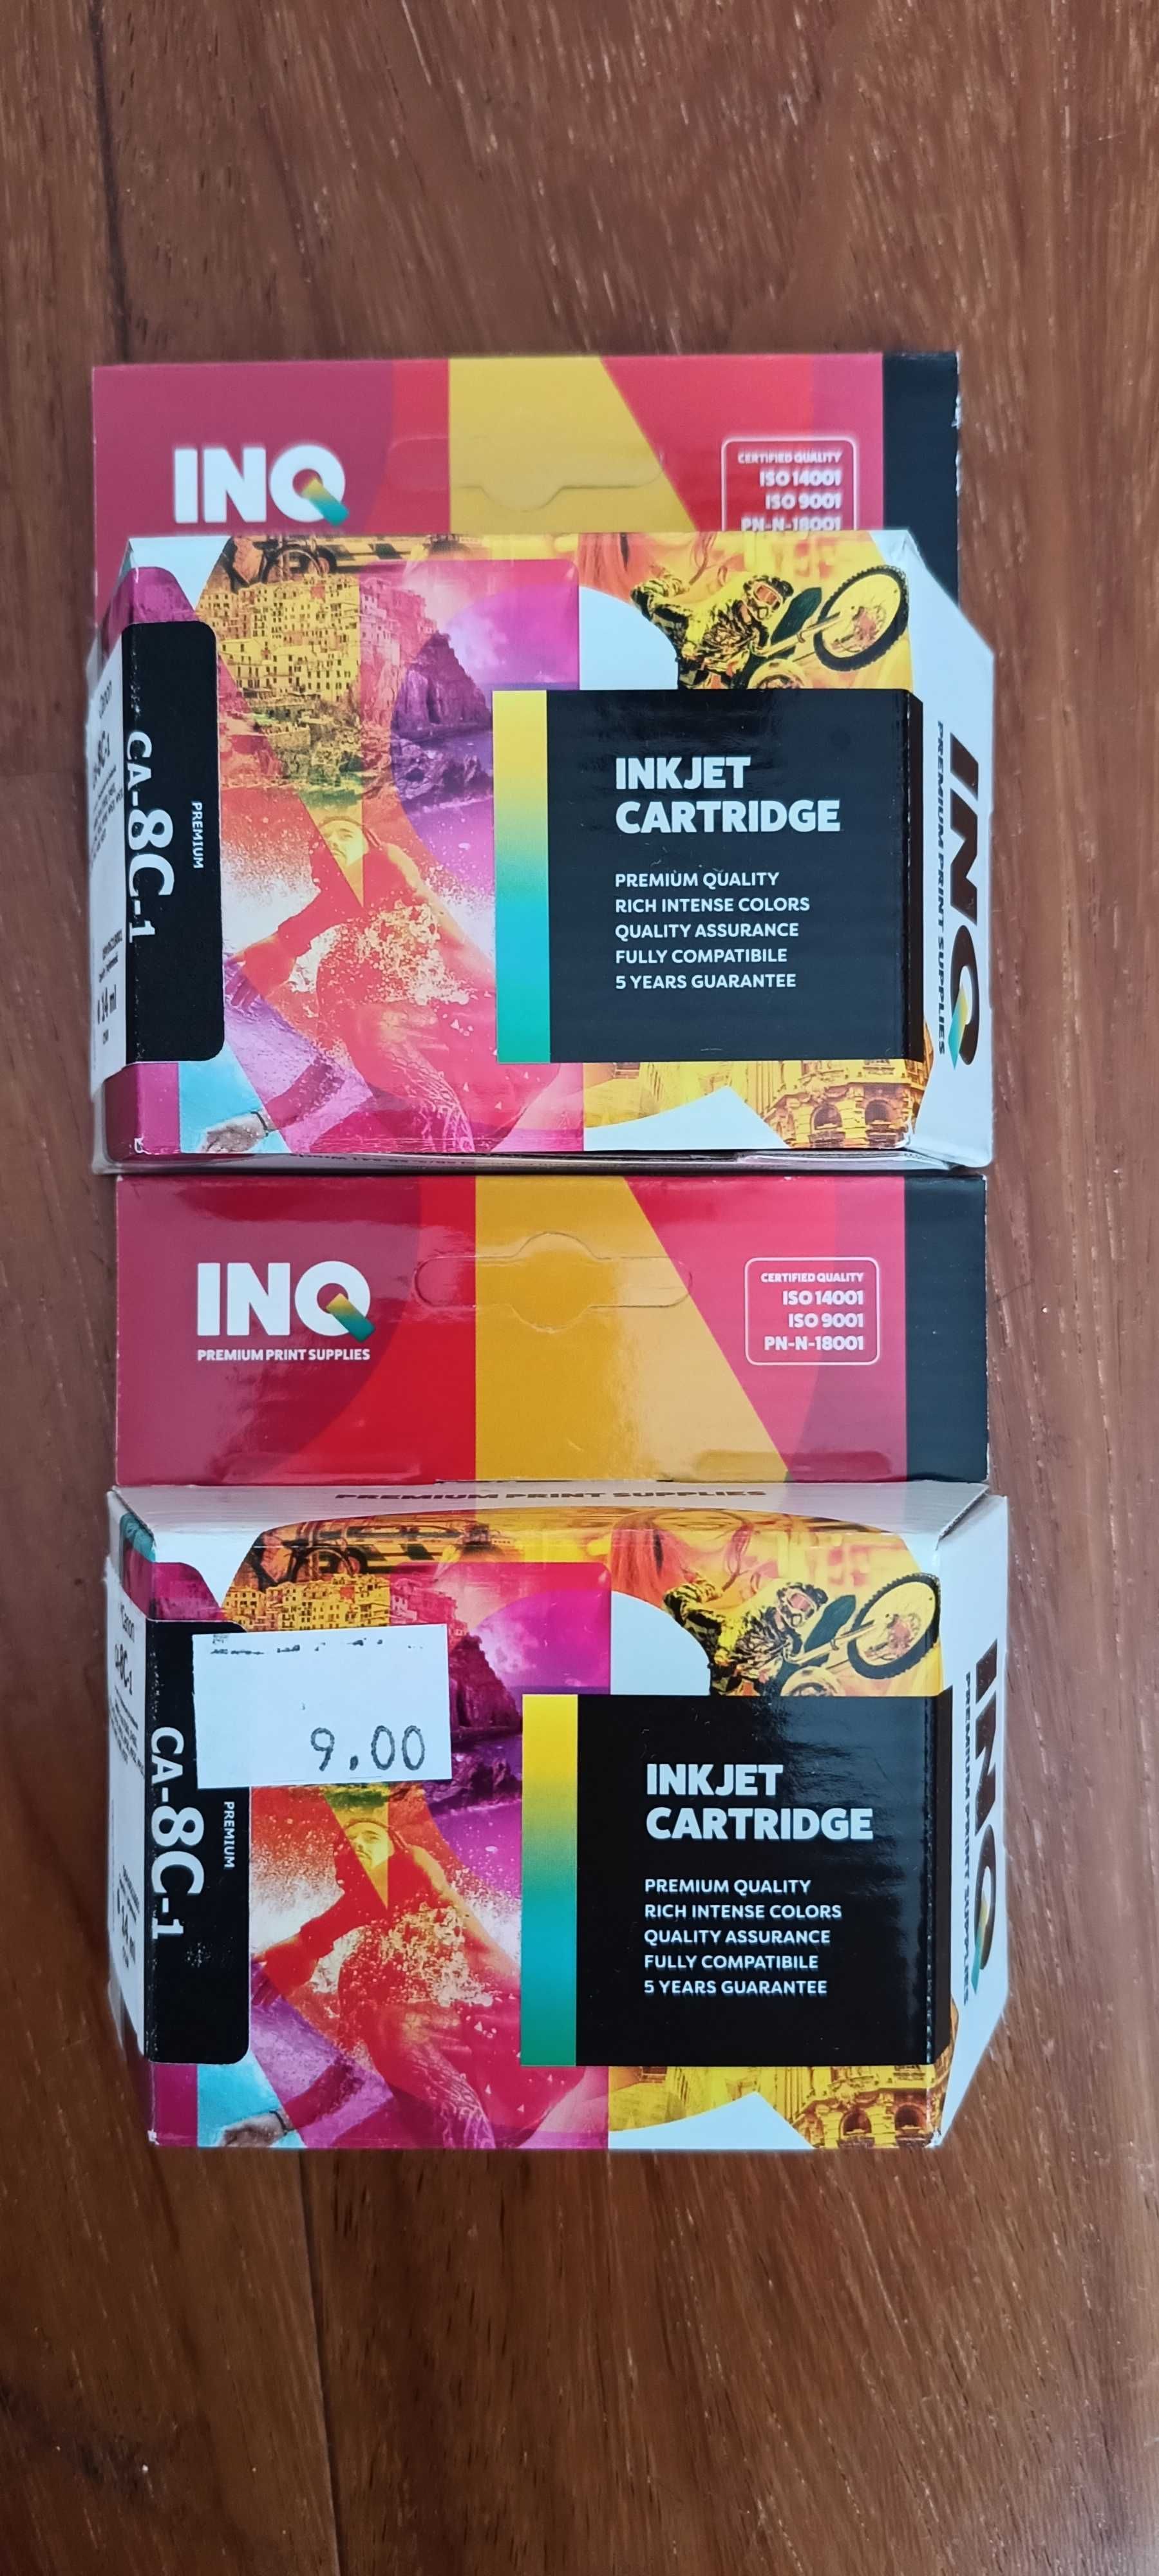 INQ
CERTIFIED QUALITY
ISO 14001
ISO 9001
PN-N-18001
CA-8C-1
PREMIUM
14 ml
INKJET
CARTRIDGE
PREMIUM QUALITY
RICH INTENSE COLORS
QUALITY ASSURANCE
FULLY COMPATIBILE
5 YEARS GUARANTEE
INQ
PREMIUM PRINT SUPPLIES
INQ
PREMIUM PRINT SUPPLIES
CERTIFIED QUALITY
ISO 14001
ISO 9001
PN-N-18001
PREMIUM PRINT SUPPLIES
9.00
CA-8C-1
PREMIUM
INKJET
CARTRIDGE
PREMIUM QUALITY
RICH INTENSE COLORS
QUALITY ASSURANCE
FULLY COMPATIBILE
5 YEARS GUARANTEE
INQ
PREMIUM PRINT SUPPLIES